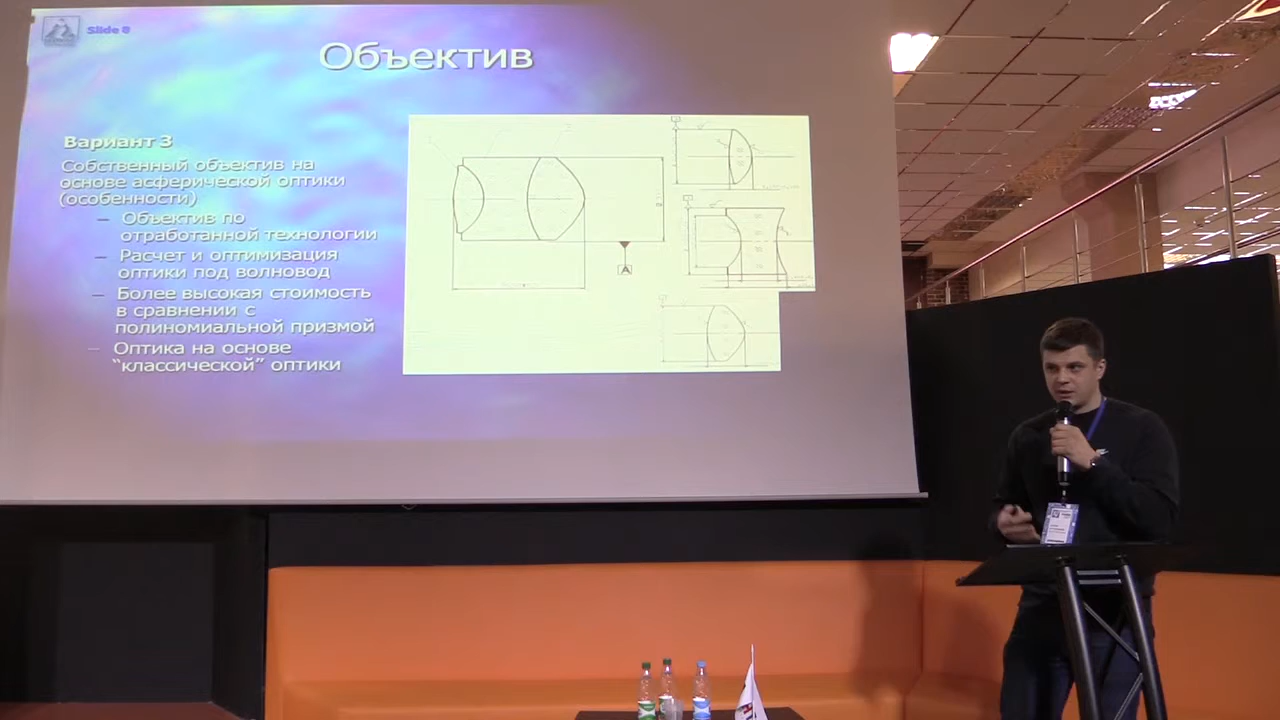 Slide 8
Объектив
Вариант 3
Собственный объектив на
основе асферической оптики
(особенности)
– Объектив по
отработанной технологии
– Расчет и оптимизация
оптики под волновод
– Более высокая стоимость
в сравнении с
полиномиальной призмой
– Оптика на основе
“классической” оптики
А